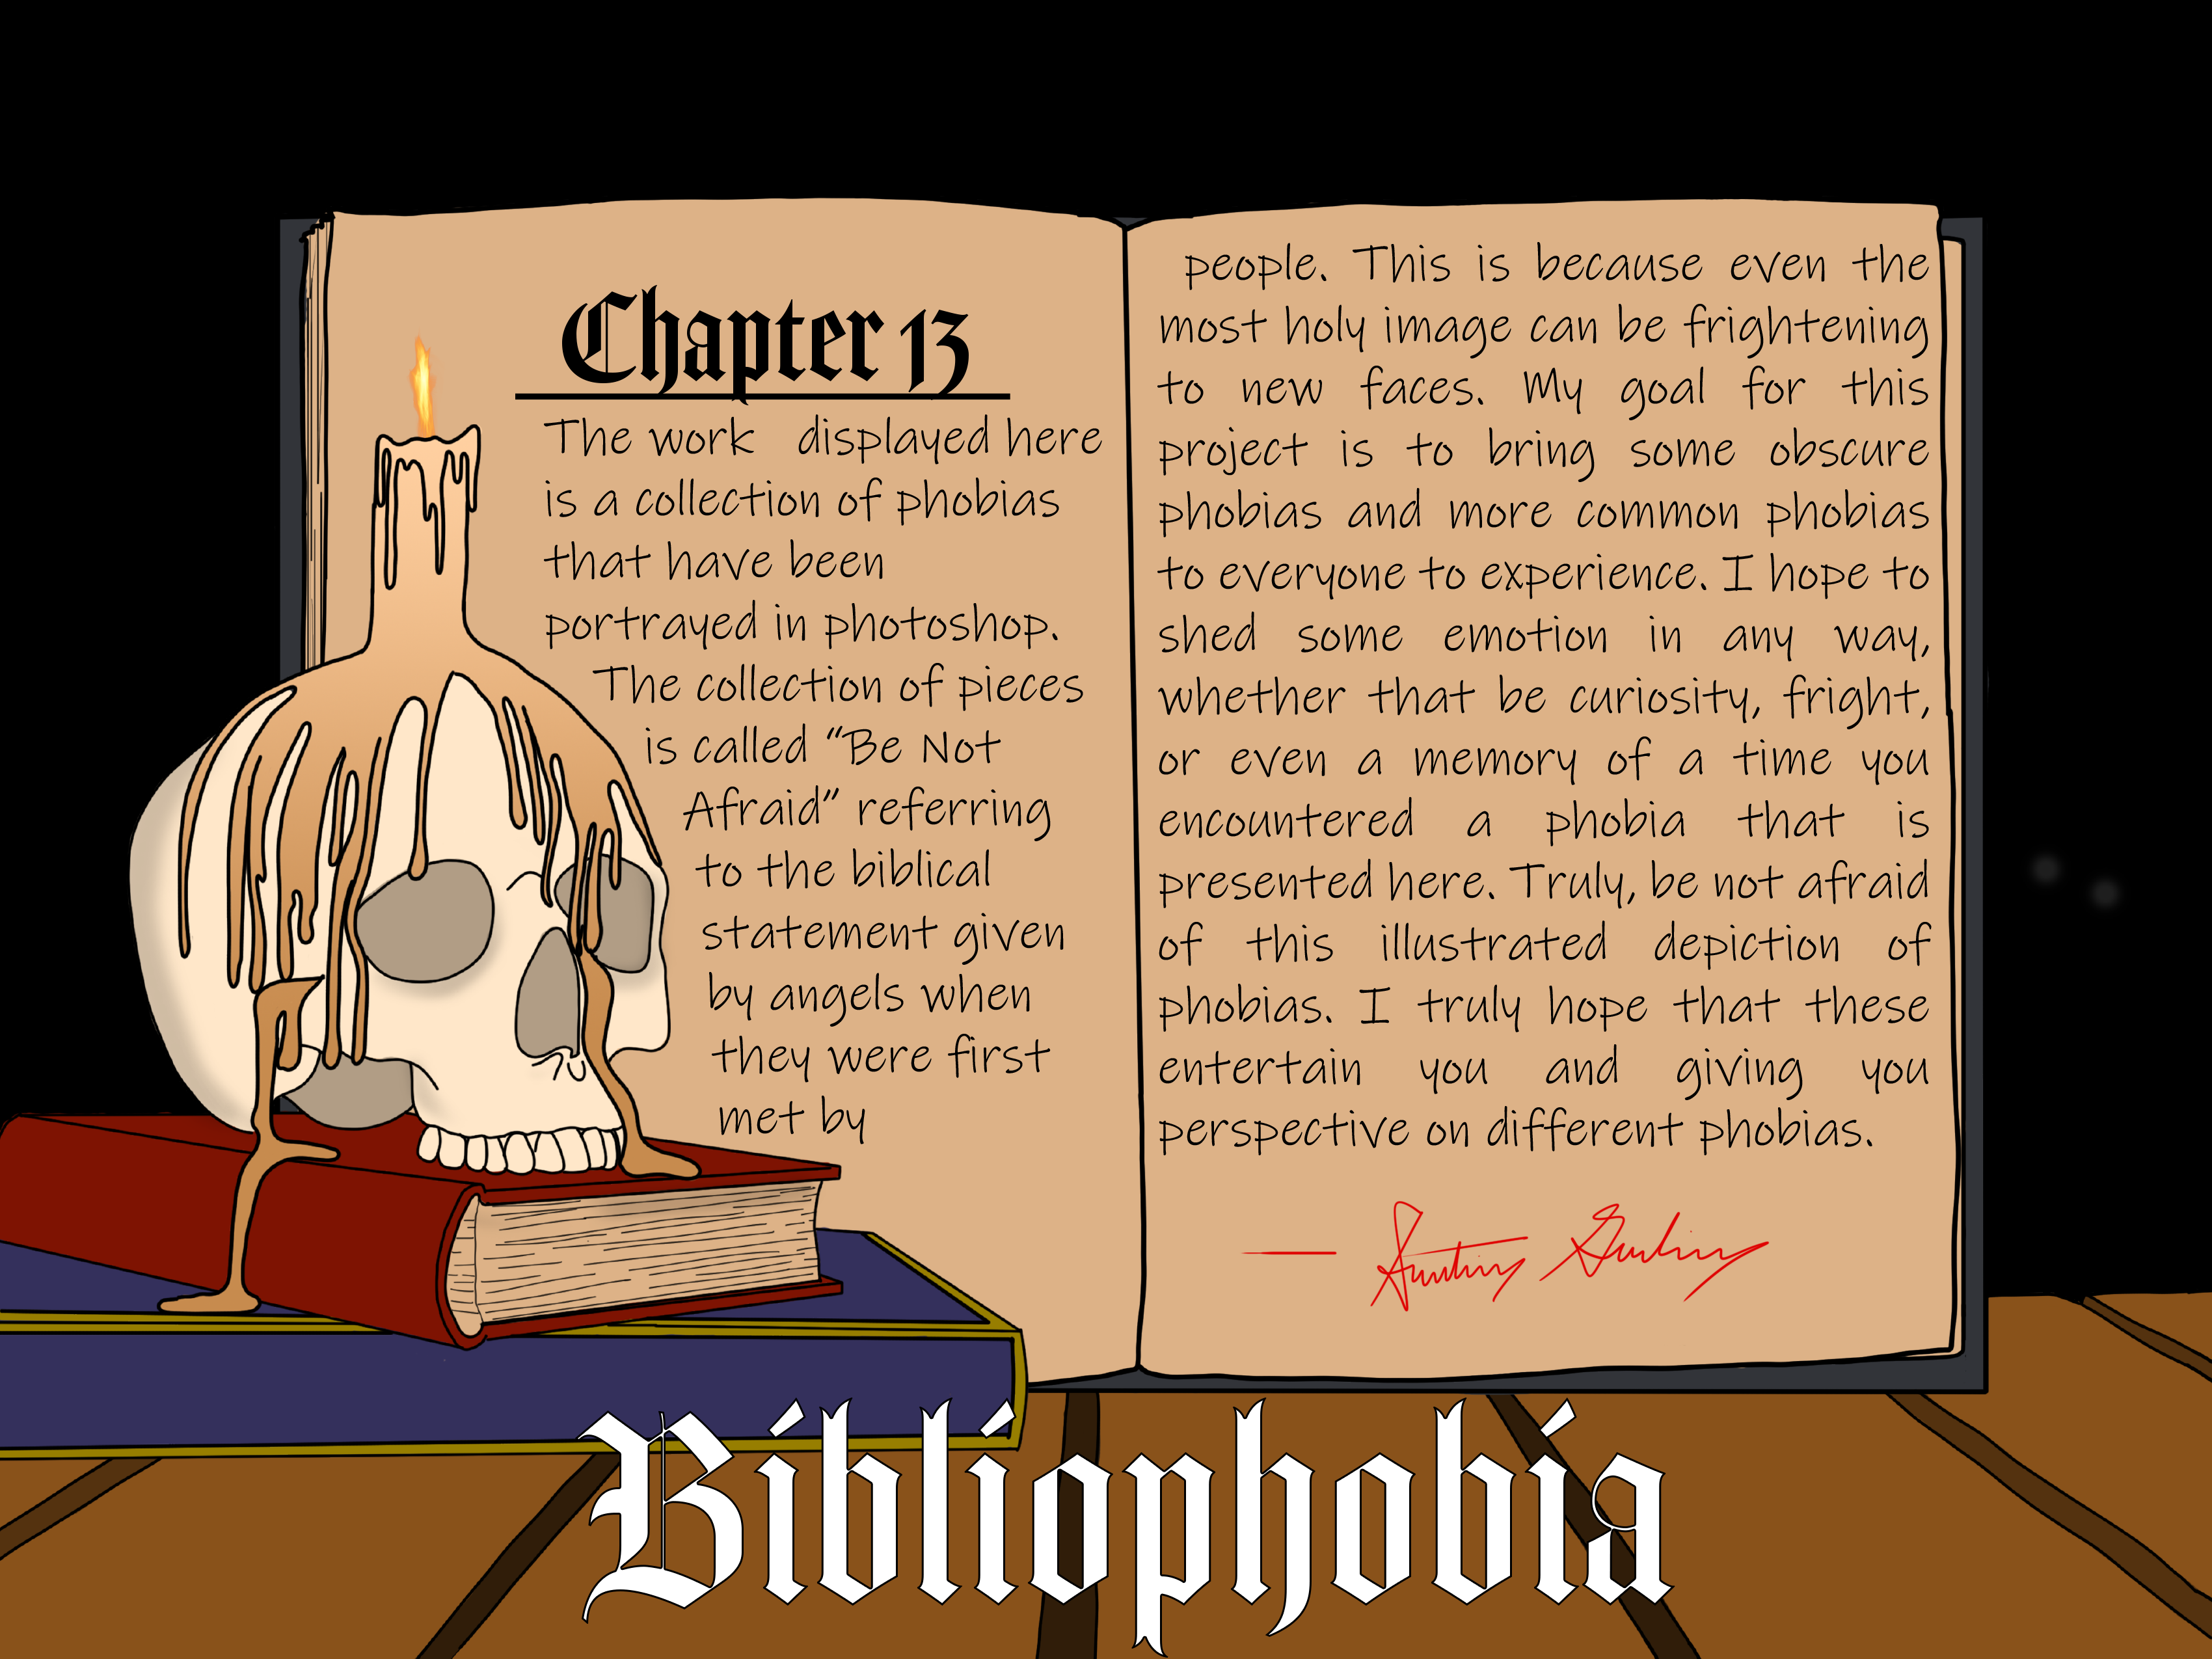 Chapter 13
The work displayed here
is a collection of phobias
that have been
portrayed in photoshop.
The collection of pieces
is called “Be Not
Afraid” referring
to the biblical
statement given
by angels when
they were first
met by
people. This is because even the
most holy image can be frightening
to new faces. My goal for this
project is to bring some obscure
phobias and more common phobias
to everyone to experience. I hope to
shed some emotion in any way,
whether that be curiosity, fright,
or even a memory of a time you
encountered a phobia that is
presented here. Truly, be not afraid
of this illustrated depiction of
phobias. I truly hope that these
entertain you and giving you
perspective on different phobias.
Bibliophobia